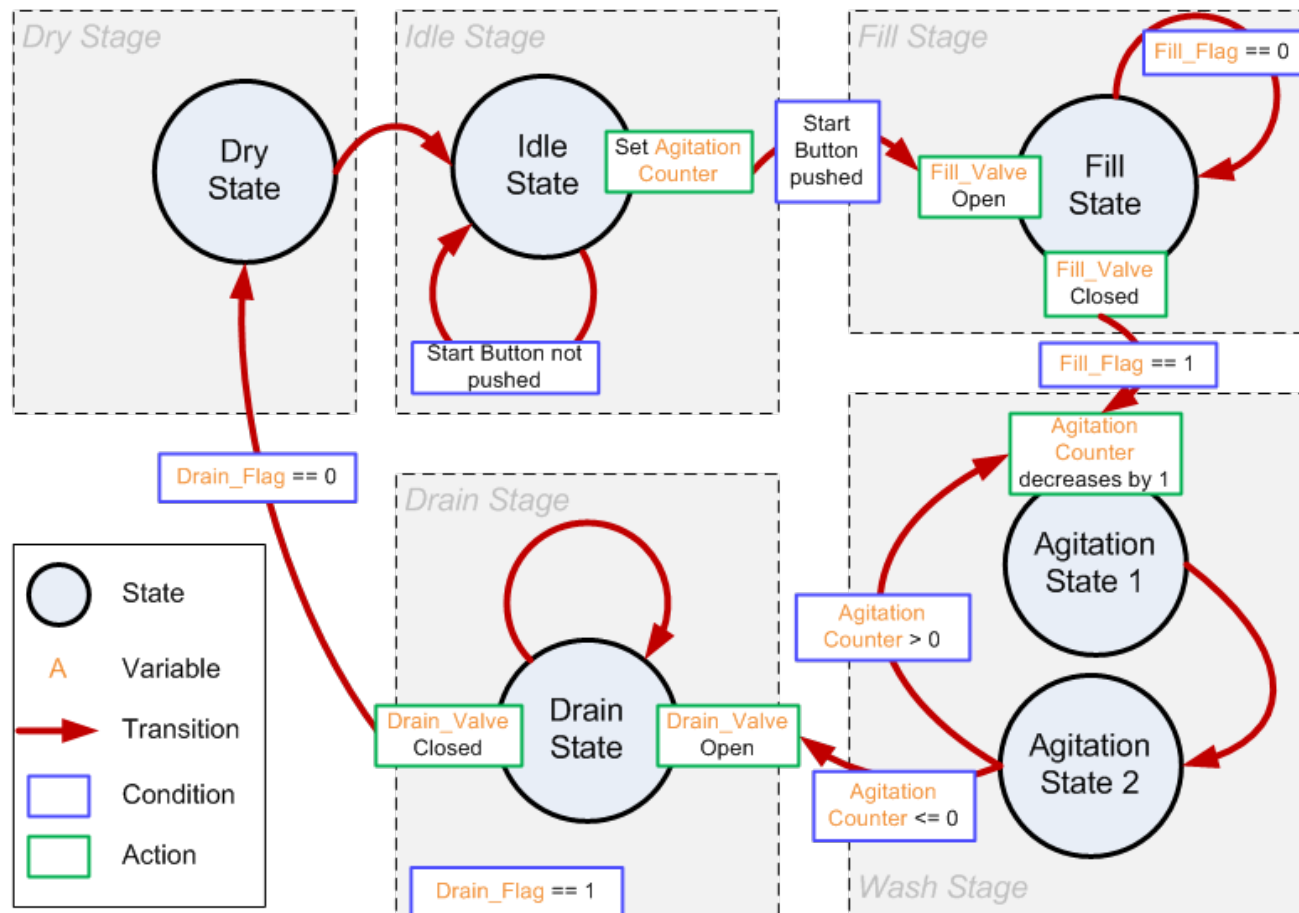 Dry Stage
Idle Stage
Fill Stage
Fill_Flag == 0
Dry
State
Idle
State
Set Agitation
Counter
Start
Button
pushed
Fill_Valve
Open
Fill
State
Fill_Valve
Closed
Start Button not
pushed
Fill_Flag == 1
Agitation
Counter
decreases by 1
Drain_Flag == 0
Drain Stage
Agitation
State 1
State
A
Variable
Transition
Condition
Action
Agitation
Counter > 0
Drain_Valve
Closed
Drain
State
Drain_Valve
Open
Agitation
State 2
Agitation
Counter <= 0
Drain_Flag == 1
Wash Stage